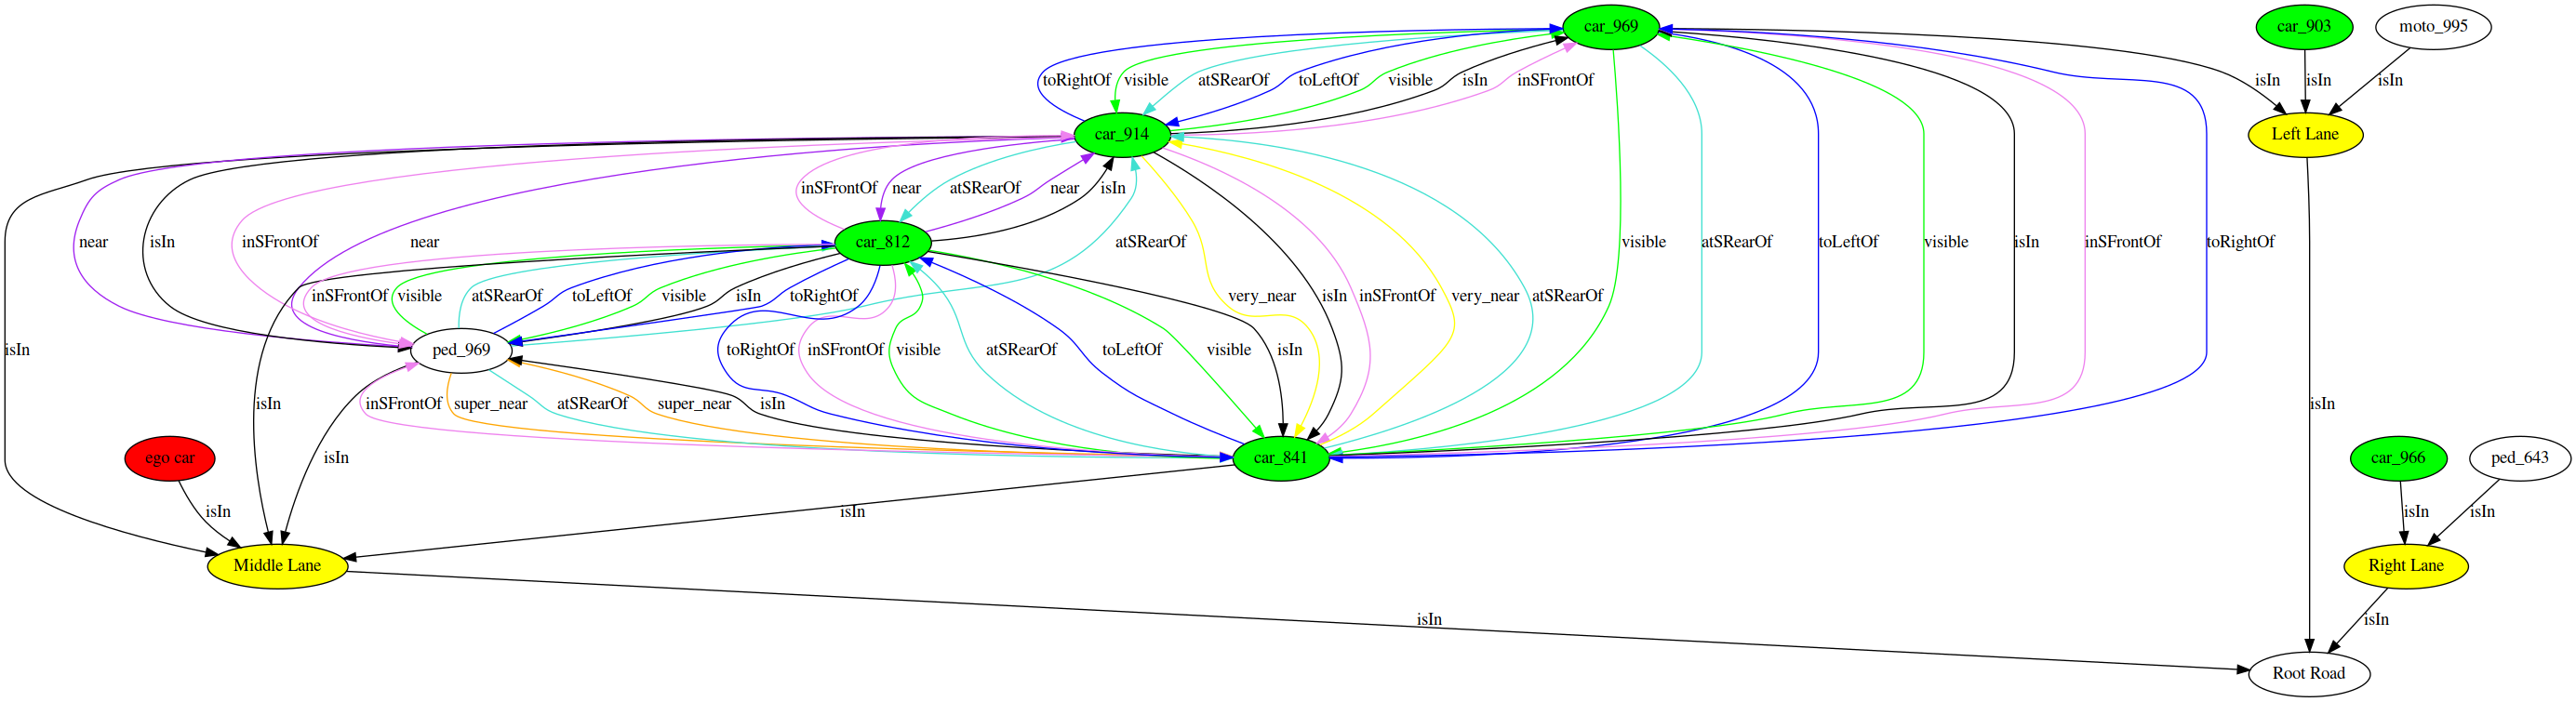 car_969 car_903 moto_995
toRightOf visible atSRearOf toLeftOf visible isIn inSFrontOf isIn isIn isIn
car_914 Left Lane
inSFrontOf near atSRearOf near isIn
near isIn inSFrontOf near car_812 atSRearOf visible atSRearOf toLeftOf visible isIn inSFrontOf toRightOf
inSFrontOf visible atSRearOf toLeftOf visible isIn toRightOf very_near isIn inSFrontOf very_near atSRearOf
isIn ped_969 toRightOf inSFrontOf visible atSRearOf toLeftOf visible isIn
isIn inSFrontOf super_near atSRearOf super_near isIn isIn
ego car isIn car_841 car_966 ped_643
isIn isIn isIn isIn
Middle Lane Right Lane
isIn isIn
Root Road